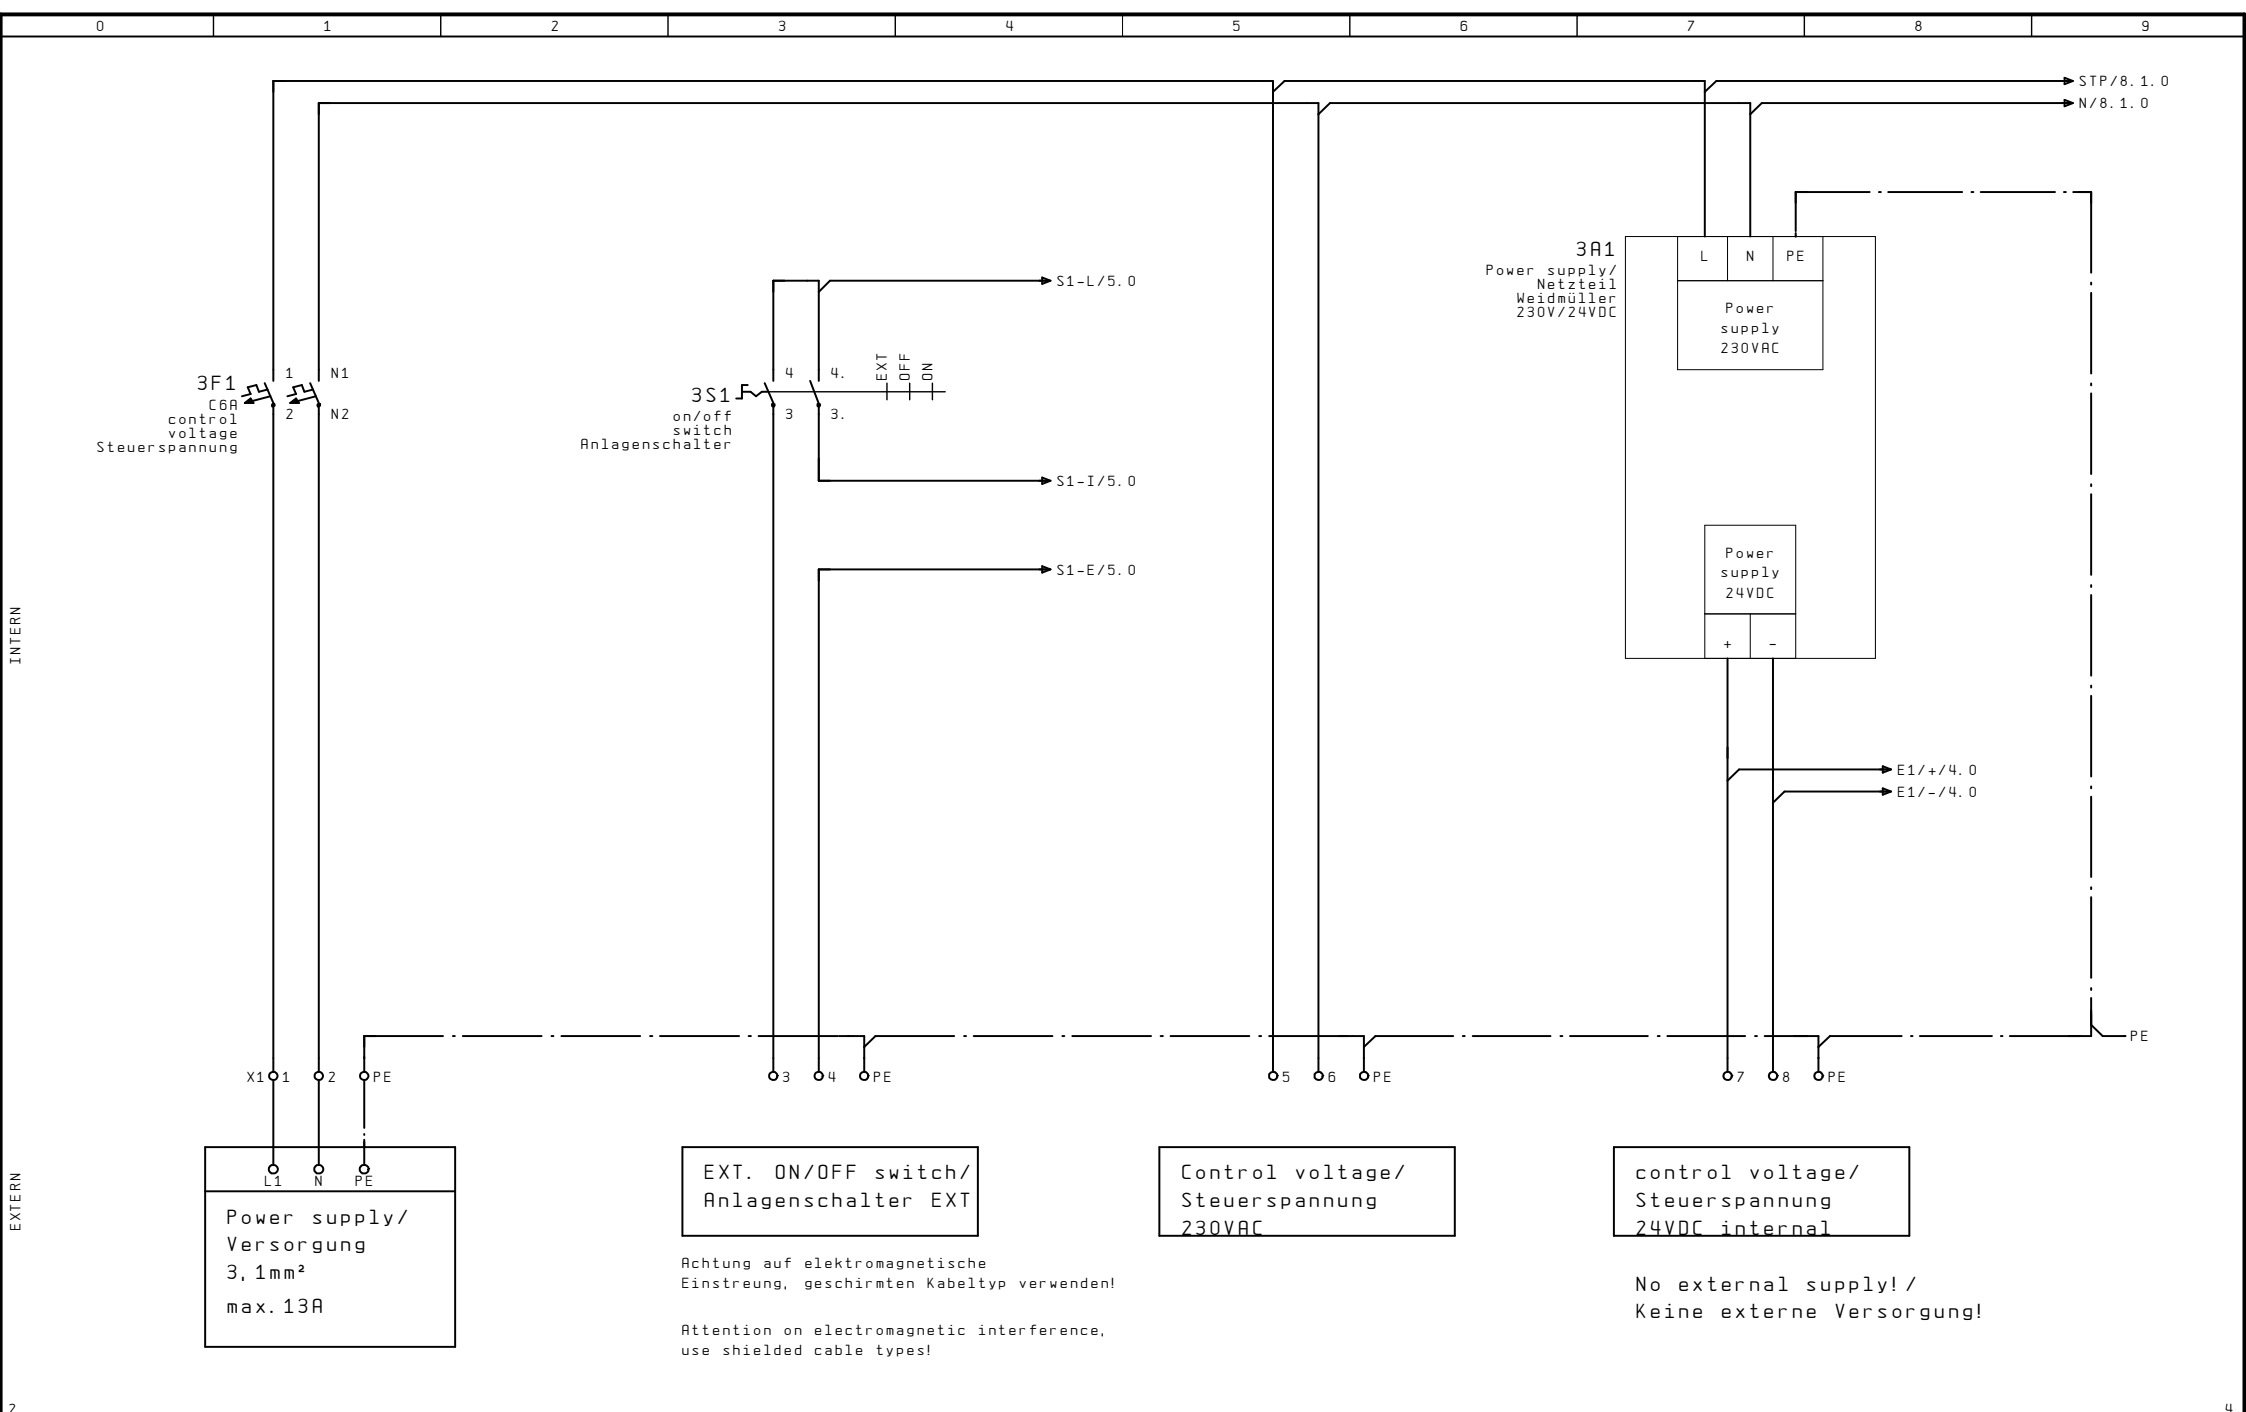 0 1 2 3 4 5 6 7 8 9
STP/8.1.0
N/8.1.0
3A1
Power supply/
Netzteil
Weidmüller
230V/24VDC
L N PE
Power
supply
230VAC
S1-L/5.0
3F1
C6A
control
voltage
Steuerspannung
1 N1
2 N2
3S1
on/off
switch
Anlagenschalter
4 4.
3 3.
EXT
OFF
ON
S1-I/5.0
S1-E/5.0
Power
supply
24VDC
+ -
INTERN
E1/+/4.0
E1/-/4.0
PE
X1 1 2 PE 3 4 PE 5 6 PE 7 8 PE
EXTERN
L1 N PE
Power supply/
Versorgung
3,1mm²
max.13A
EXT. ON/OFF switch/
Anlagenschalter EXT
Achtung auf elektromagnetische
Einstreung, geschirmten Kabeltyp verwenden!
Attention on electromagnetic interference,
use shielded cable types!
Control voltage/
Steuerspannung
230VAC
control voltage/
Steuerspannung
24VDC internal
No external supply!/
Keine externe Versorgung!
2 4